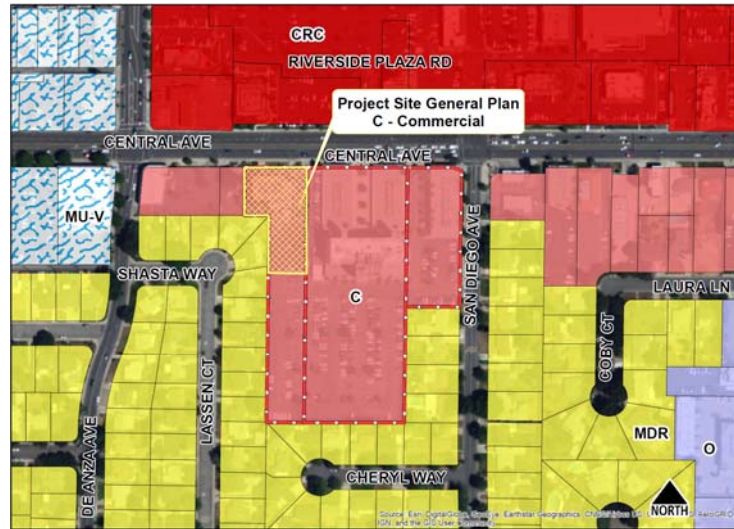 CRC
RIVERSIDE PLAZA RD
Project Site General Plan
C - Commercial
CENTRAL AVE
CENTRAL AVE
MU-V
SHASTA WAY
C
SAN DIEGO AVE
LAURA LN
COBY CT
LASSEN CT
DE ANZA AVE
MDR
O
CHERYL WAY
NORTH
Source: Esri, DigitalGlobe, Earthstar Geographics,
IGN, and the GIS User